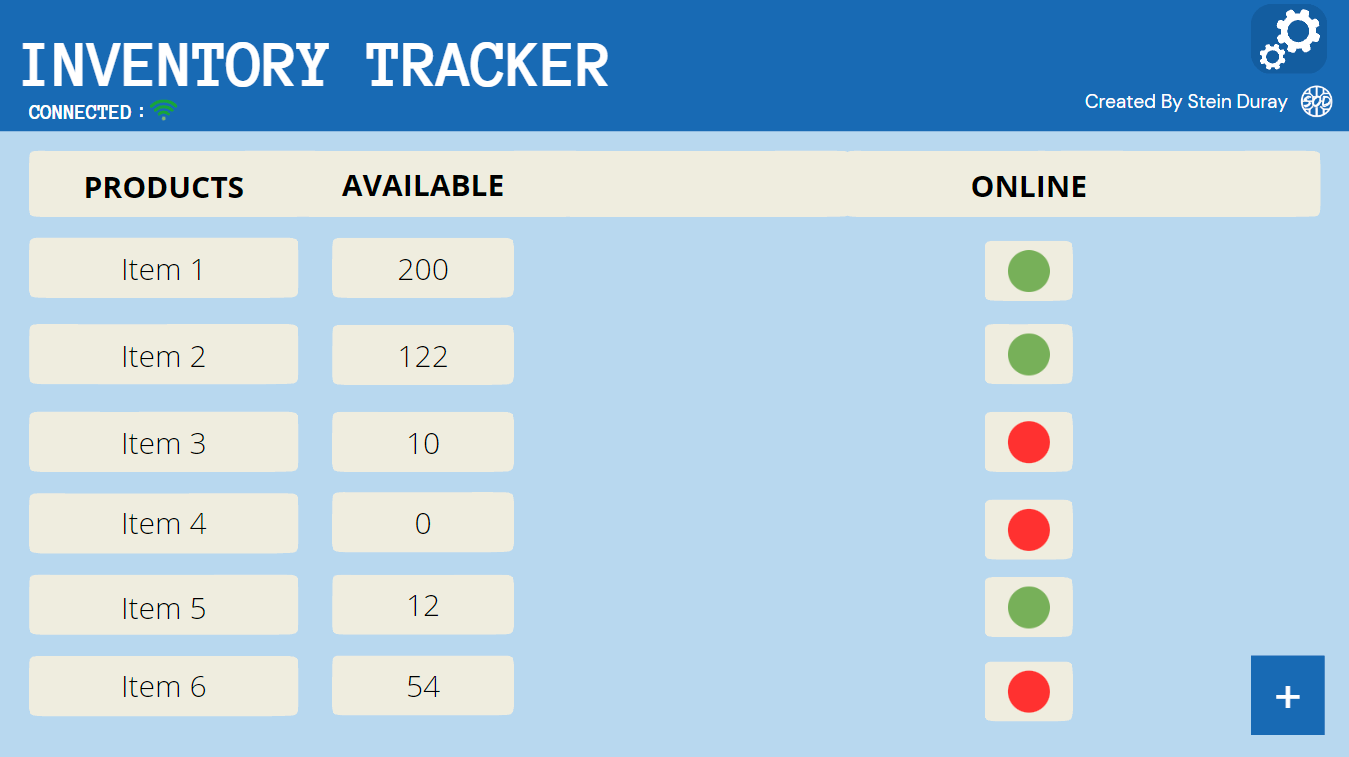 INVENTORY TRACKER
CONNECTED :
Created By Stein Duray SOD
PRODUCTS AVAILABLE ONLINE
Item 1 200
Item 2 122
Item 3 10
Item 4 0
Item 5 12
Item 6 54
+